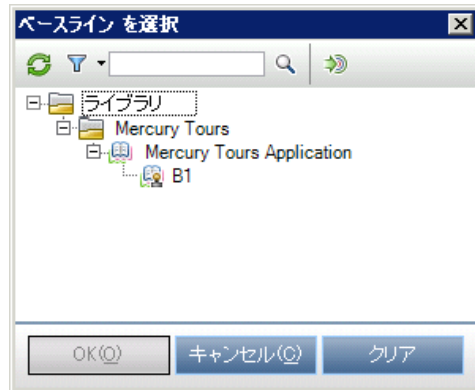 ベースライン を選択
ライブラリ
Mercury Tours
Mercury Tours Application
B1
OK(O) キャンセル(C) クリア